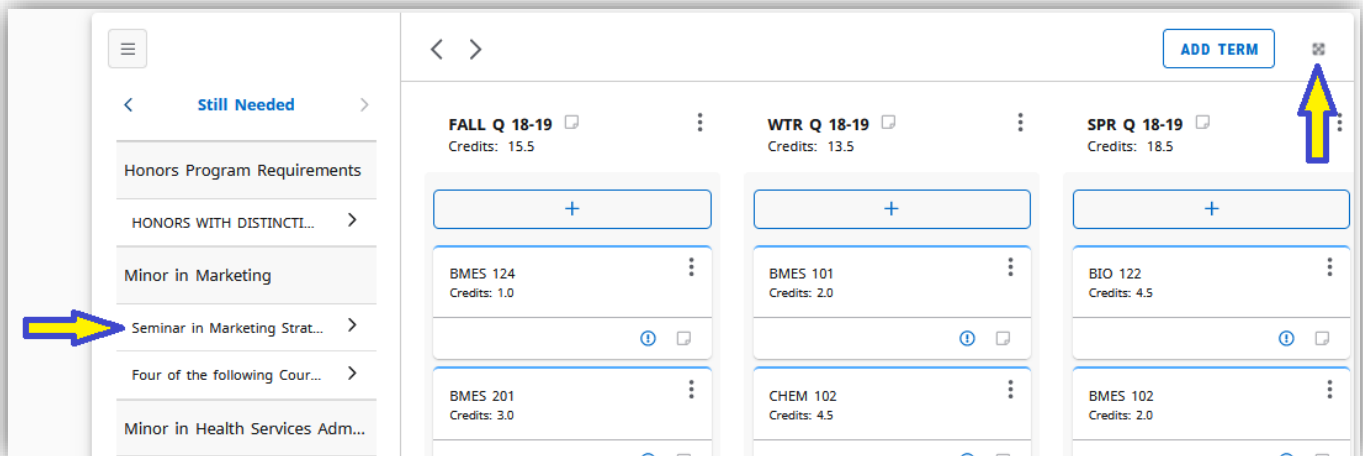 ADD TERM
Still Needed
Honors Program Requirements
HONORS WITH DISTINCTI...
Minor in Marketing
Seminar in Marketing Strat...
Four of the following Cour...
Minor in Health Services Adm...
FALL Q 18-19
Credits: 15.5
+
BMES 124
Credits: 1.0
BMES 201
Credits: 3.0
WTR Q 18-19
Credits: 13.5
+
BMES 101
Credits: 2.0
CHEM 102
Credits: 4.5
SPR Q 18-19
Credits: 18.5
+
BIO 122
Credits: 4.5
BMES 102
Credits: 2.0